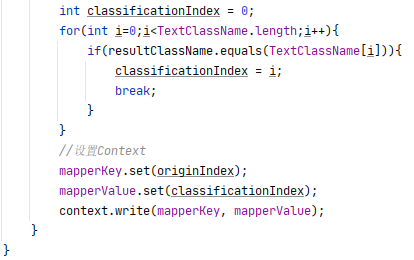 int classificationIndex = 0;
for(int i=0;i<TextClassName.length;i++){
if(resultClassName.equals(TextClassName[i])){
classificationIndex = i;
break;
}
}
//设置Context
mapperKey.set(originIndex);
mapperValue.set(classificationIndex);
context.write(mapperKey, mapperValue);
}
}